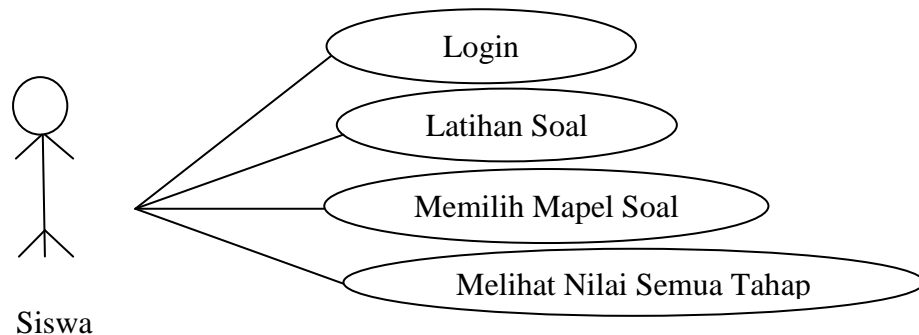 Login
Latihan Soal
Memilih Mapel Soal
Melihat Nilai Semua Tahap
Siswa